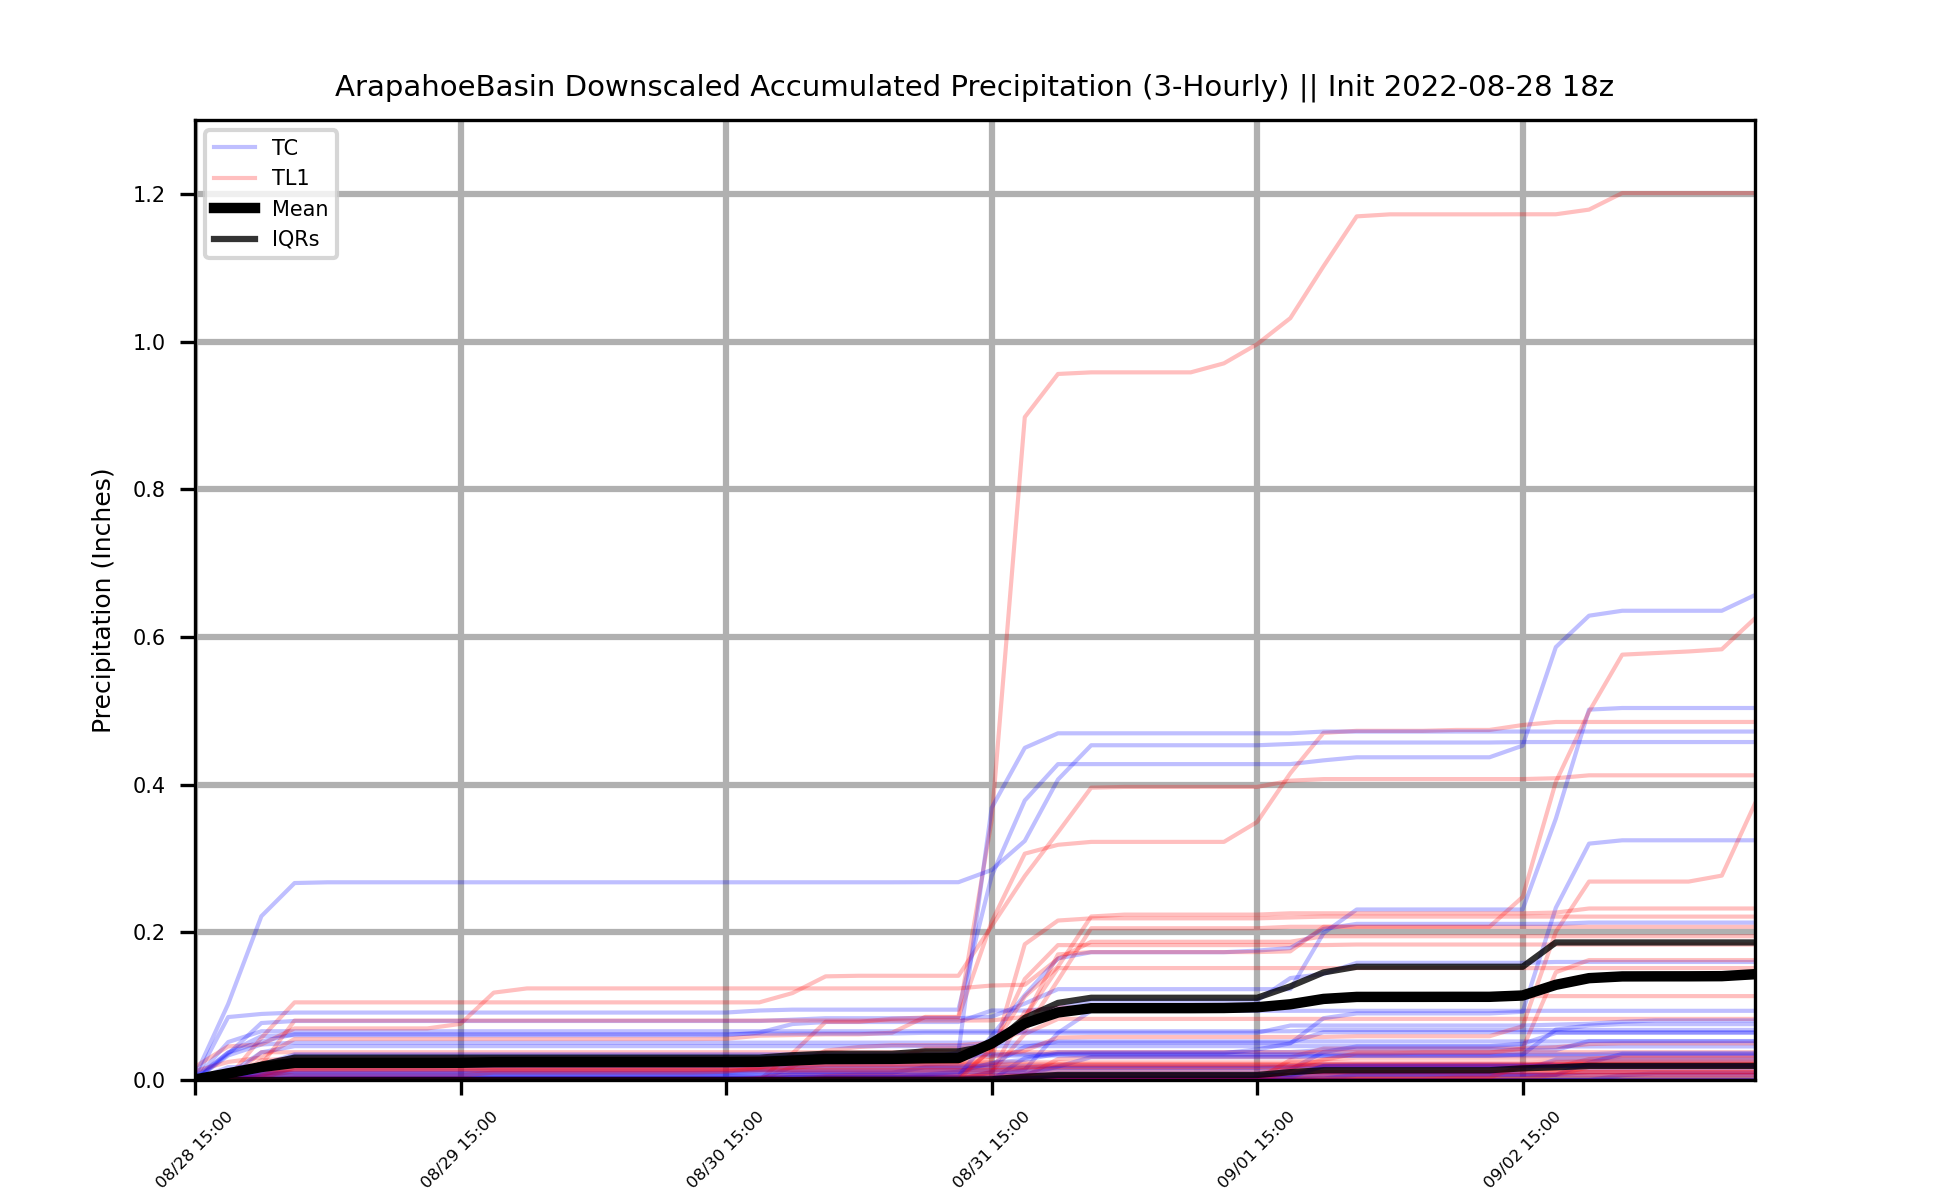 ArapahoeBasin Downscaled Accumulated Precipitation (3-Hourly) || Init 2022-08-28 18z
TC
TL1
Mean
IQRs
Precipitation (Inches)
1.2
1.0
0.8
0.6
0.4
0.2
0.0
08/28 15:00
08/29 15:00
08/30 15:00
08/31 15:00
09/01 15:00
09/02 15:00